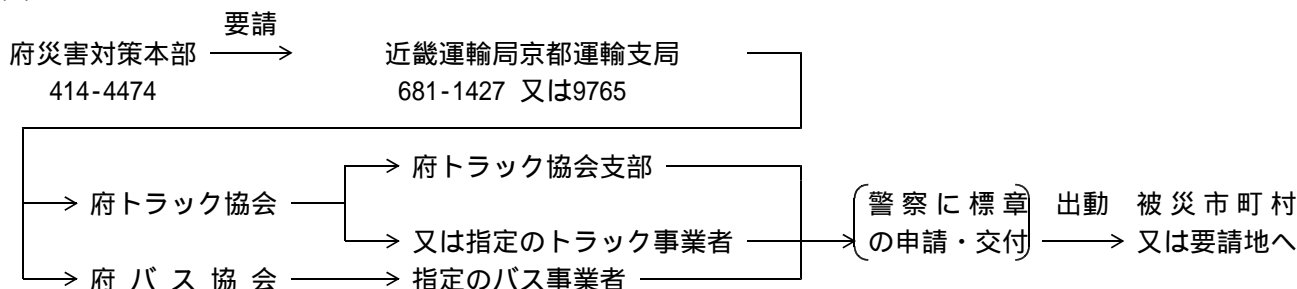 要請
府災害対策本部 近畿運輸局京都運輸支局
414-4474 681-1427 又は9765
府トラック協会支部
府トラック協会
又は指定のトラック事業者
府バス協会 指定のバス事業者
警察に標章 出動 被災市町村
の申請・交付 又は要請地へ